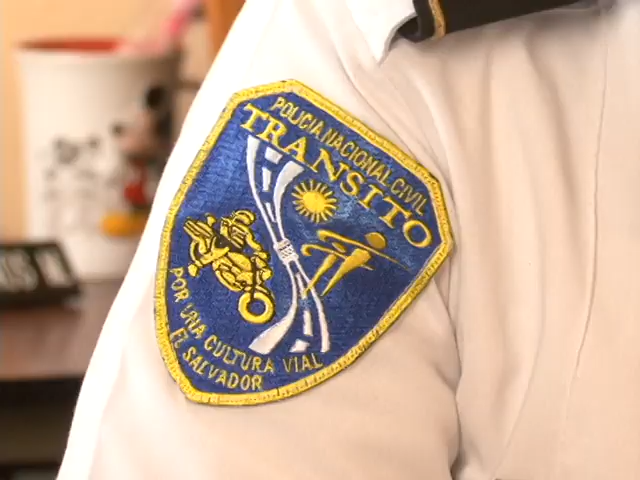 POLICIA NACIONAL CIVIL
TRANSITO
POR UNA CULTURA VIAL
EL SALVADOR